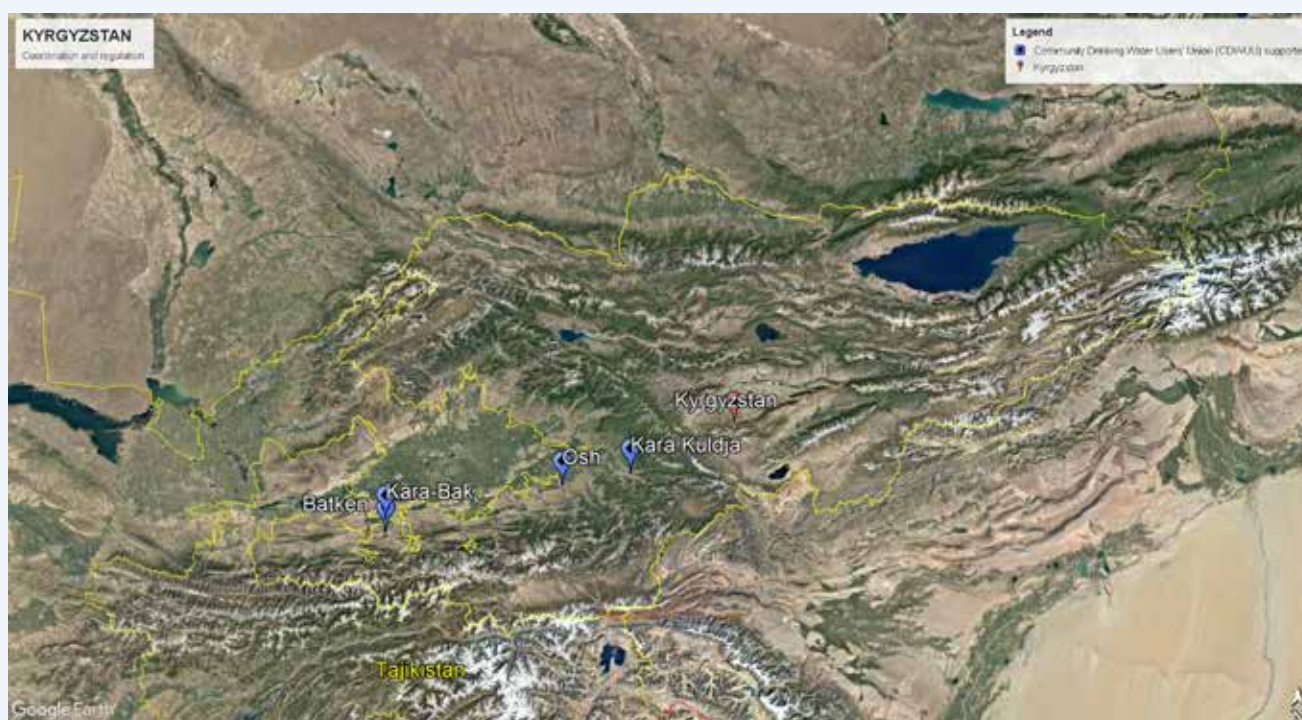 KYRGYZSTAN
Coordination and regulation
Legend
Community Drinking Water Users' Union (CDWUU) supported
Kyrgyzstan
Kyrgyzstan
Kara Kuldja
Osh
Kara-Bak
Batken
Tajikistan
Google Earth